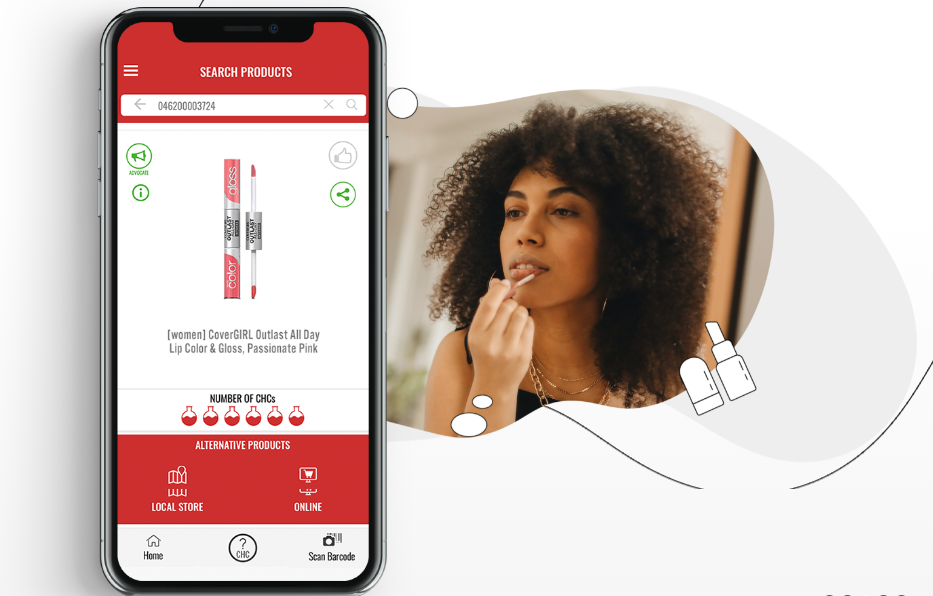 SEARCH PRODUCTS
046200003724
ADVOCATE
gloss
OUTLAST
OUTLAST
color
[women] CoverGIRL Outlast All Day
Lip Color & Gloss, Passionate Pink
NUMBER OF CHCs
ALTERNATIVE PRODUCTS
LOCAL STORE
ONLINE
Home
?
CHC
Scan Barcode